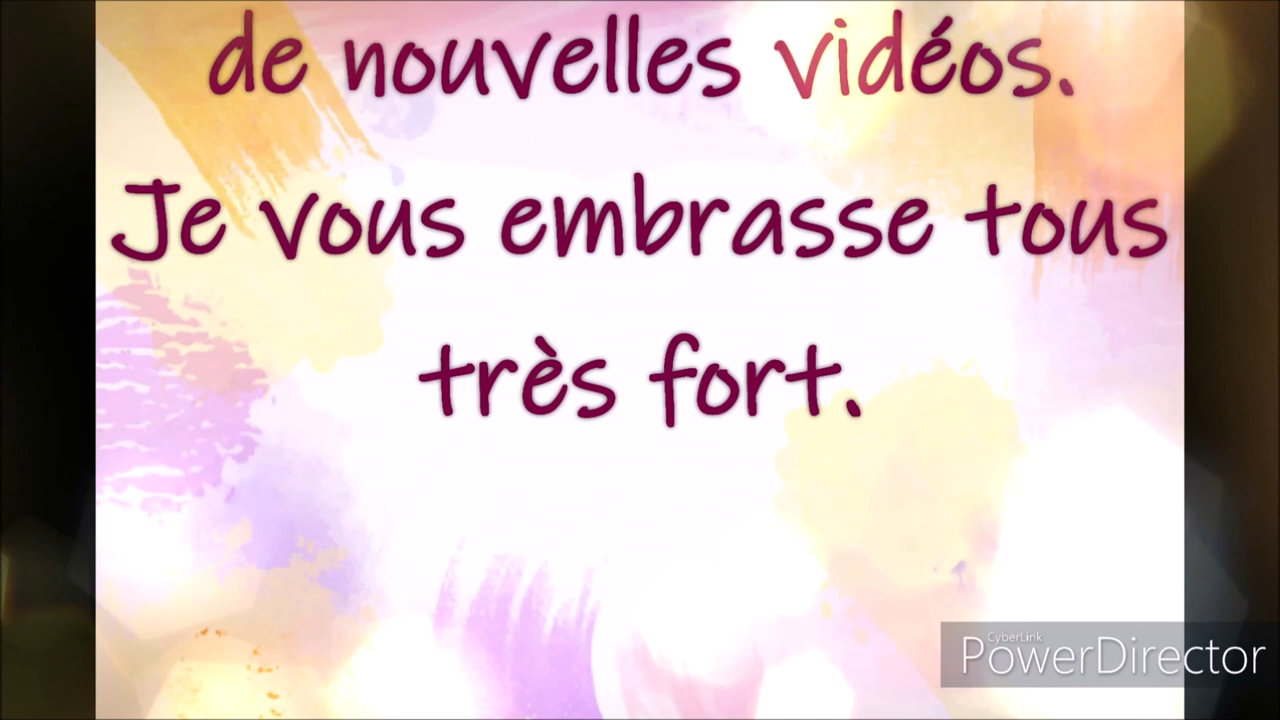 de nouvelles vidéos.
Je vous embrasse tous
très fort.
CyberLink
PowerDirector